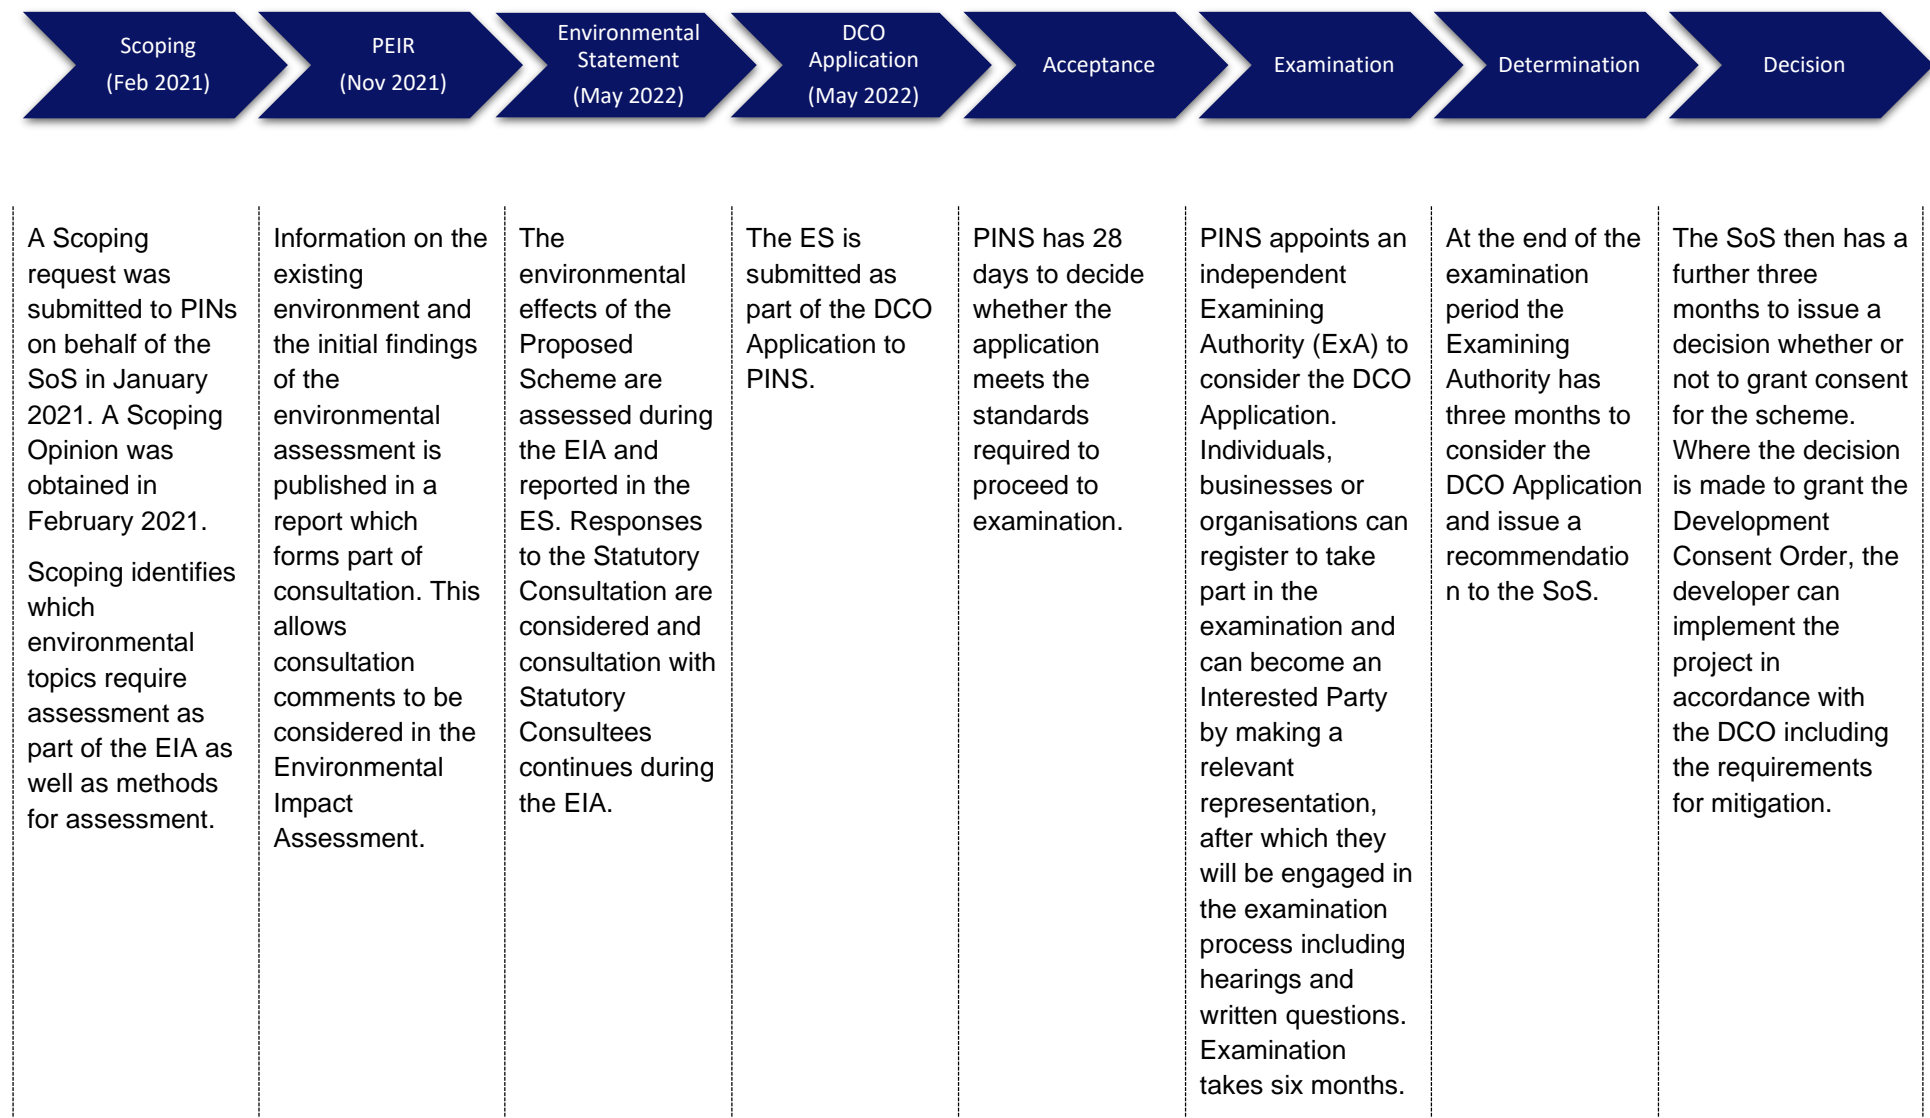 Scoping
(Feb 2021)
PEIR
(Nov 2021)
Environmental
Statement
(May 2022)
DCO
Application
(May 2022)
Acceptance
Examination
Determination
Decision
A Scoping
request was
submitted to PINs
on behalf of the
SoS in January
2021. A Scoping
Opinion was
obtained in
February 2021.
Scoping identifies
which
environmental
topics require
assessment as
part of the EIA as
well as methods
for assessment.
Information on the
existing
environment and
the initial findings
of the
environmental
assessment is
published in a
report which
forms part of
consultation. This
allows
consultation
comments to be
considered in the
Environmental
Impact
Assessment.
The
environmental
effects of the
Proposed
Scheme are
assessed during
the EIA and
reported in the
ES. Responses
to the Statutory
Consultation are
considered and
consultation with
Statutory
Consultees
continues during
the EIA.
The ES is
submitted as
part of the DCO
Application to
PINS.
PINS has 28
days to decide
whether the
application
meets the
standards
required to
proceed to
examination.
PINS appoints an
independent
Examining
Authority (ExA) to
consider the DCO
Application.
Individuals,
businesses or
organisations can
register to take
part in the
examination and
can become an
Interested Party
by making a
relevant
representation,
after which they
will be engaged in
the examination
process including
hearings and
written questions.
Examination
takes six months.
At the end of the
examination
period the
Examining
Authority has
three months to
consider the
DCO Application
and issue a
recommendatio
n to the SoS.
The SoS then has a
further three
months to issue a
decision whether or
not to grant consent
for the scheme.
Where the decision
is made to grant the
Development
Consent Order, the
developer can
implement the
project in
accordance with
the DCO including
the requirements
for mitigation.